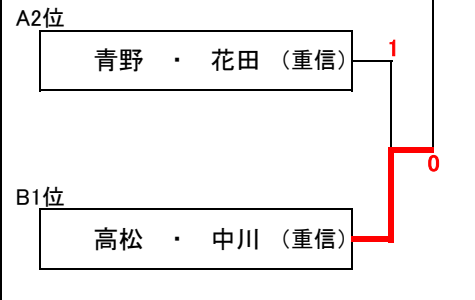 A2位
青野 ・ 花田 （重信）
1
0
B1位
高松 ・ 中川 （重信）